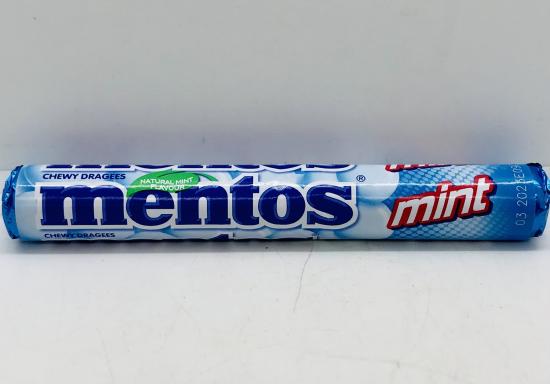 CHEWY DRAGEES
NATURAL MINT
FLAVOUR
mentos®
mint
CHEWY DRAGEES